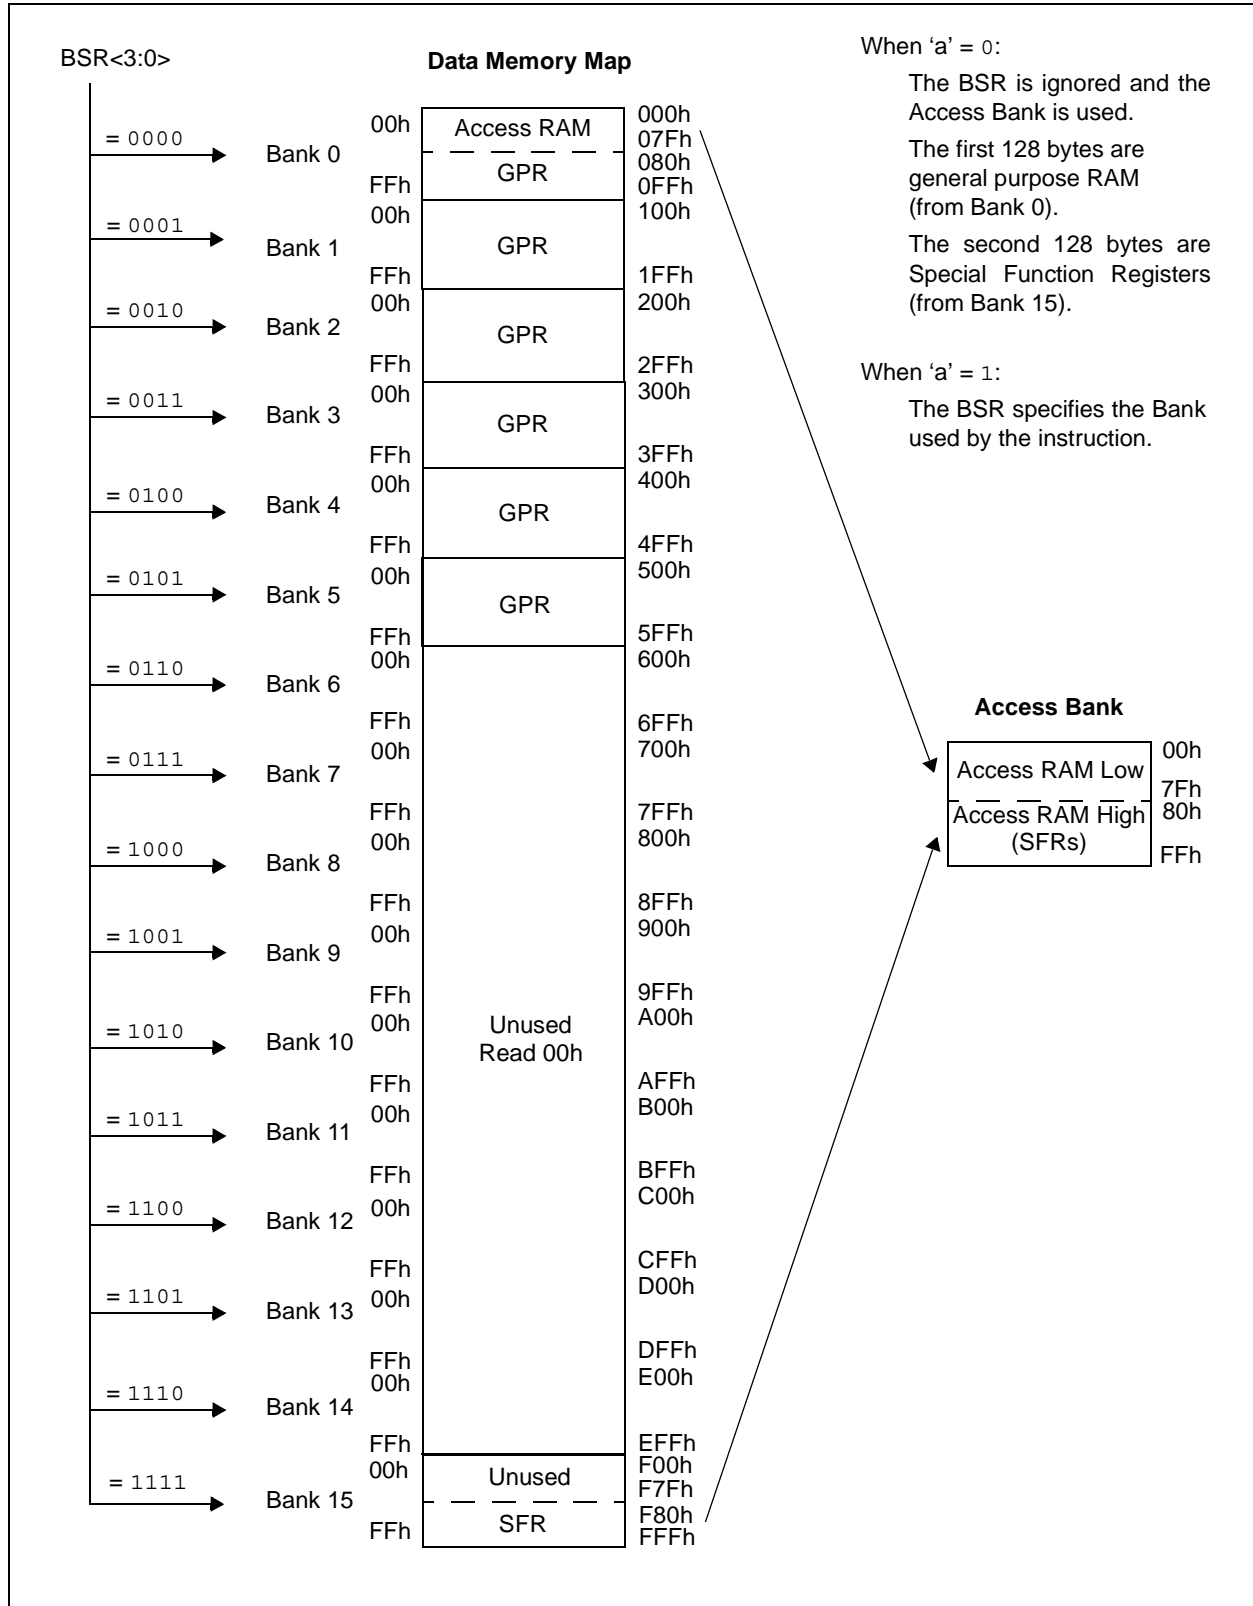 BSR<3:0>
Data Memory Map
When ‘a’ = 0:
The BSR is ignored and the
Access Bank is used.
The first 128 bytes are
general purpose RAM
(from Bank 0).
The second 128 bytes are
Special Function Registers
(from Bank 15).
When ‘a’ = 1:
The BSR specifies the Bank
used by the instruction.
= 0000
Bank 0
00h
FFh
Access RAM
GPR
000h
07Fh
080h
0FFh
= 0001
Bank 1
00h
FFh
GPR
100h
1FFh
= 0010
Bank 2
00h
FFh
GPR
200h
2FFh
= 0011
Bank 3
00h
FFh
GPR
300h
3FFh
= 0100
Bank 4
00h
FFh
GPR
400h
4FFh
= 0101
Bank 5
00h
FFh
GPR
500h
5FFh
= 0110
Bank 6
00h
FFh
600h
6FFh
= 0111
Bank 7
00h
FFh
700h
7FFh
= 1000
Bank 8
00h
FFh
800h
8FFh
= 1001
Bank 9
00h
FFh
900h
9FFh
= 1010
Bank 10
00h
FFh
Unused
Read 00h
A00h
AFFh
= 1011
Bank 11
00h
FFh
B00h
BFFh
= 1100
Bank 12
00h
FFh
C00h
CFFh
= 1101
Bank 13
00h
FFh
D00h
DFFh
= 1110
Bank 14
00h
FFh
E00h
EFFh
= 1111
Bank 15
00h
FFh
Unused
SFR
F00h
F7Fh
F80h
FFFh
Access Bank
Access RAM Low
Access RAM High
(SFRs)
00h
7Fh
80h
FFh